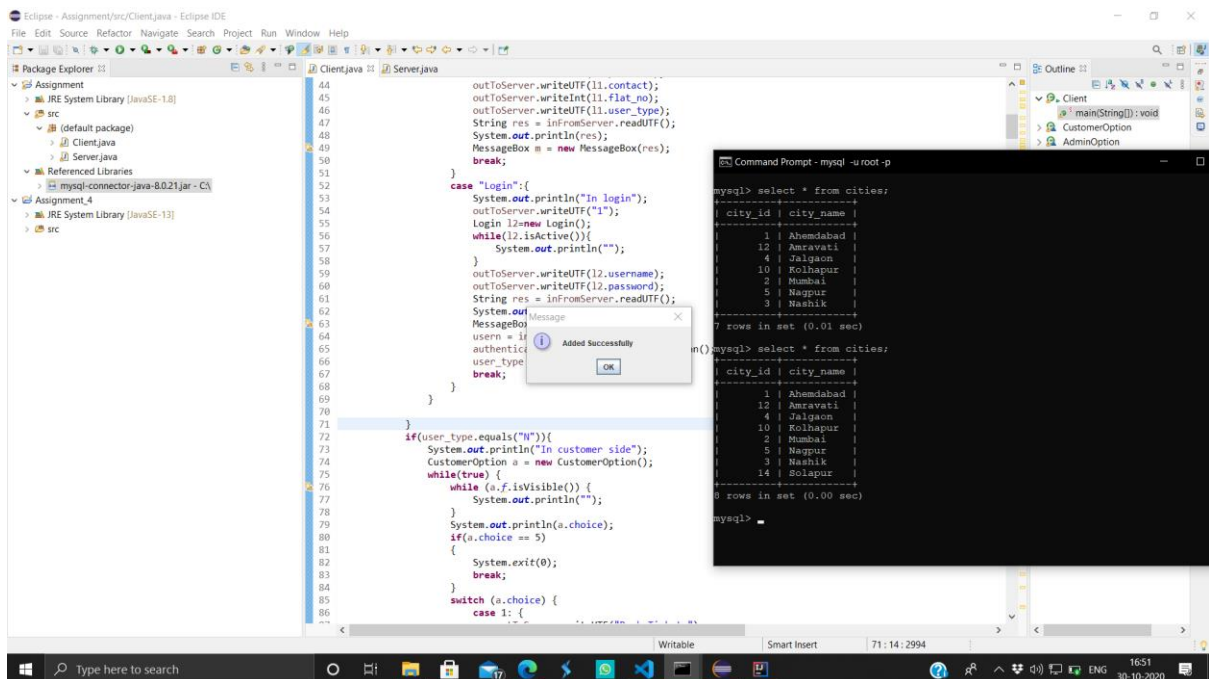 Eclipse - Assignment/src/Client.java - Eclipse IDE
File Edit Source Refactor Navigate Search Project Run Window Help
Package Explorer
Assignment
JRE System Library [JavaSE-1.8]
src
(default package)
Client.java
Server.java
Referenced Libraries
mysql-connector-java-8.0.21.jar - C:\
Assignment_4
JRE System Library [JavaSE-13]
src
Client.java Server.java
44 outToServer.writeUTF(l1.contact);
45 outToServer.writeInt(l1.flat_no);
46 outToServer.writeUTF(l1.user_type);
47 String res = inFromServer.readUTF();
48 System.out.println(res);
49 MessageBox m = new MessageBox(res);
50 break;
51 }
52 case "Login":{
53 System.out.println("In login");
54 outToServer.writeUTF("1");
55 Login l2=new Login();
56 while(l2.isActive()){
57 System.out.println("");
58 }
59 outToServer.writeUTF(l2.username);
60 outToServer.writeUTF(l2.password);
61 String res = inFromServer.readUTF();
62 System.out
63 MessageBox
64 usern = in
65 authentica n();
66 user_type
67 break;
68 }
69 }
70
71 }
72 if(user_type.equals("N")){
73 System.out.println("In customer side");
74 CustomerOption a = new CustomerOption();
75 while(true) {
76 while (a.f.isVisible()) {
77 System.out.println("");
78 }
79 System.out.println(a.choice);
80 if(a.choice == 5)
81 {
82 System.exit(0);
83 break;
84 }
85 switch (a.choice) {
86 case 1: {
Message
Added Successfully
OK
Outline
Client
main(String[]) : void
CustomerOption
AdminOption
Command Prompt - mysql -u root -p
mysql> select * from cities;
+---------+-----------+
| city_id | city_name |
+---------+-----------+
| 1 | Ahemdabad |
| 12 | Amravati |
| 4 | Jalgaon |
| 10 | Kolhapur |
| 2 | Mumbai |
| 5 | Nagpur |
| 3 | Nashik |
+---------+-----------+
7 rows in set (0.01 sec)
mysql> select * from cities;
+---------+-----------+
| city_id | city_name |
+---------+-----------+
| 1 | Ahemdabad |
| 12 | Amravati |
| 4 | Jalgaon |
| 10 | Kolhapur |
| 2 | Mumbai |
| 5 | Nagpur |
| 3 | Nashik |
| 14 | Solapur |
+---------+-----------+
8 rows in set (0.00 sec)
mysql>
Writable Smart Insert 71 : 14 : 2994
Type here to search
17
ENG
16:51
30-10-2020